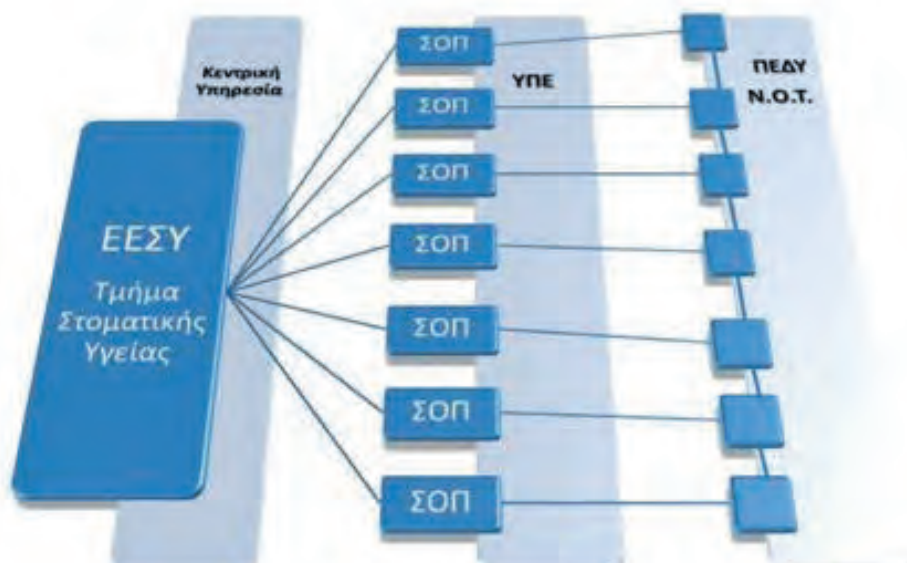 Κεντρική
Υπηρεσία
ΕΕΣΥ
Τμήμα
Στοματικής
Υγείας
ΣΟΠ
ΣΟΠ
ΣΟΠ
ΣΟΠ
ΣΟΠ
ΣΟΠ
ΣΟΠ
ΥΠΕ
ΠΕΔΥ
Ν.Ο.Τ.